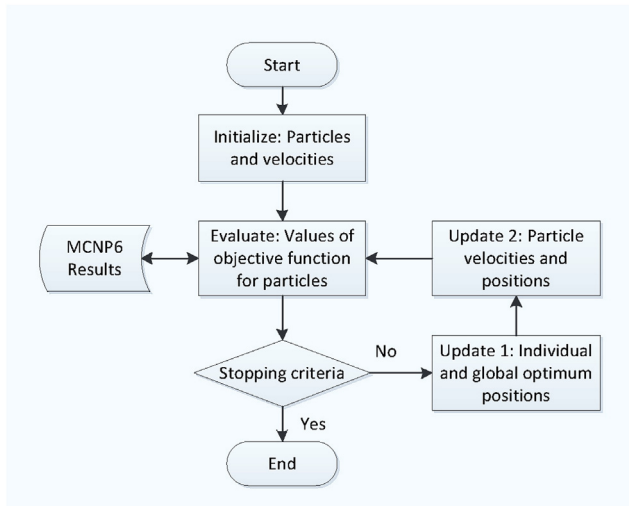 Start
Initialize: Particles
and velocities
MCNP6
Results
Evaluate: Values of
objective function
for particles
Update 2: Particle
velocities and
positions
Stopping criteria
No
Update 1: Individual
and global optimum
positions
Yes
End